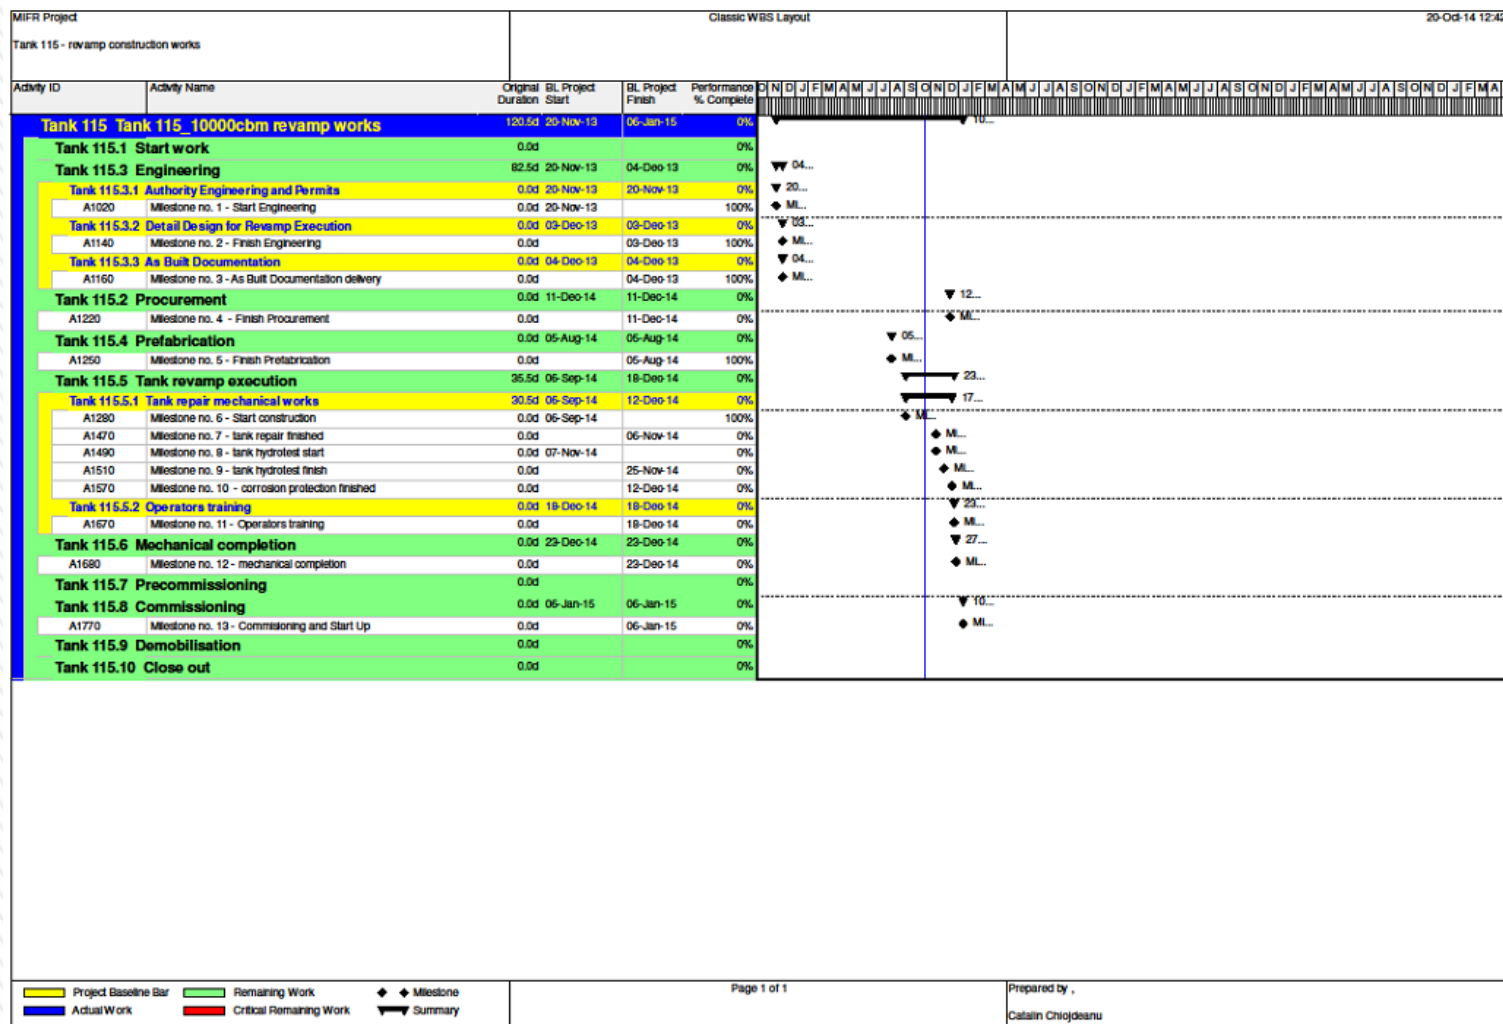 MIFR Project
Classic WBS Layout
20-Oct-14 12:42
Tank 115 - revamp construction works
Activity ID Activity Name Original Duration BL Project Start BL Project Finish Performance % Complete O N D J F M A M J J A S O N D J F M A M J J A S O N D J F M A M J J A S O N D J F M A M J J A S O N D J F M A
Tank 115 Tank 115_10000cbm revamp works 120.5d 20-Nov-13 06-Jan-15 0% 10...
Tank 115.1 Start work 0.0d 0%
Tank 115.3 Engineering 82.5d 20-Nov-13 04-Dec-13 0% 04...
Tank 115.3.1 Authority Engineering and Permits 0.0d 20-Nov-13 20-Nov-13 0% 20...
A1020 Milestone no. 1 - Start Engineering 0.0d 20-Nov-13 100% Mi...
Tank 115.3.2 Detail Design for Revamp Execution 0.0d 03-Dec-13 03-Dec-13 0% 03...
A1140 Milestone no. 2 - Finish Engineering 0.0d 03-Dec-13 100% Mi...
Tank 115.3.3 As Built Documentation 0.0d 04-Dec-13 04-Dec-13 0% 04...
A1160 Milestone no. 3 - As Built Documentation delivery 0.0d 04-Dec-13 100% Mi...
Tank 115.2 Procurement 0.0d 11-Dec-14 11-Dec-14 0% 12...
A1220 Milestone no. 4 - Finish Procurement 0.0d 11-Dec-14 0% Mi...
Tank 115.4 Prefabrication 0.0d 05-Aug-14 05-Aug-14 0% 05...
A1250 Milestone no. 5 - Finish Prefabrication 0.0d 05-Aug-14 100% Mi...
Tank 115.5 Tank revamp execution 35.5d 06-Sep-14 18-Dec-14 0% 23...
Tank 115.5.1 Tank repair mechanical works 30.5d 06-Sep-14 12-Dec-14 0% 17...
A1280 Milestone no. 6 - Start construction 0.0d 06-Sep-14 100% Mi...
A1470 Milestone no. 7 - tank repair finished 0.0d 06-Nov-14 0% Mi...
A1490 Milestone no. 8 - tank hydrotest start 0.0d 07-Nov-14 0% Mi...
A1510 Milestone no. 9 - tank hydrotest finish 0.0d 25-Nov-14 0% Mi...
A1570 Milestone no. 10 - corrosion protection finished 0.0d 12-Dec-14 0% Mi...
Tank 115.5.2 Operators training 0.0d 18-Dec-14 18-Dec-14 0% 23...
A1670 Milestone no. 11 - Operators training 0.0d 18-Dec-14 0% Mi...
Tank 115.6 Mechanical completion 0.0d 23-Dec-14 23-Dec-14 0% 27...
A1680 Milestone no. 12 - mechanical completion 0.0d 23-Dec-14 0% Mi...
Tank 115.7 Precommissioning 0.0d 0%
Tank 115.8 Commissioning 0.0d 06-Jan-15 06-Jan-15 0% 10...
A1770 Milestone no. 13 - Commisioning and Start Up 0.0d 06-Jan-15 0% Mi...
Tank 115.9 Demobilisation 0.0d 0%
Tank 115.10 Close out 0.0d 0%
Project Baseline Bar Remaining Work Milestone
Actual Work Critical Remaining Work Summary
Page 1 of 1
Prepared by ,
Catalin Chiojdeanu